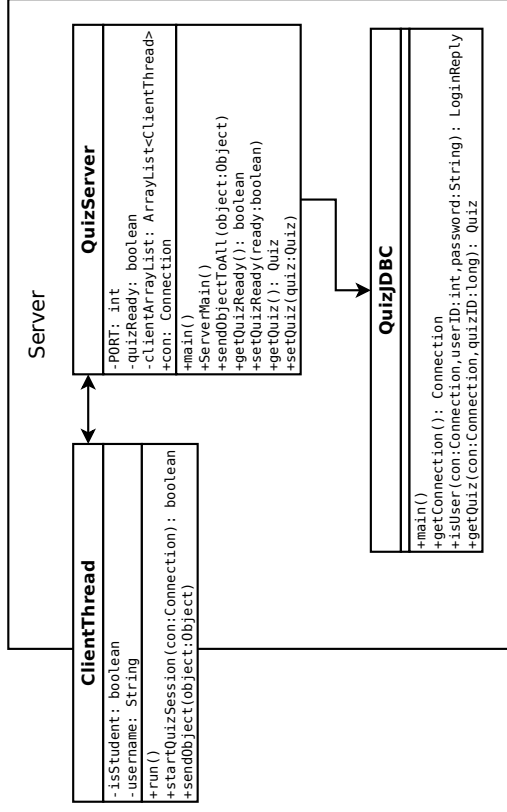 Server
ClientThread
-isStudent: boolean
-username: String
+run()
+startQuizSession(con:Connection): boolean
+sendObject(object:Object)
QuizServer
-PORT: int
-quizReady: boolean
-clientArrayList: ArrayList<ClientThread>
+con: Connection
+main()
+ServerMain()
+sendObjectToAll(object:Object)
+getQuizReady(): boolean
+setQuizReady(ready:boolean)
+getQuiz(): Quiz
+setQuiz(quiz:Quiz)
QuizJDBC
+main()
+getConnection(): Connection
+isUser(con:Connection,userID:int,password:String): LoginReply
+getQuiz(con:Connection,quizID:long): Quiz